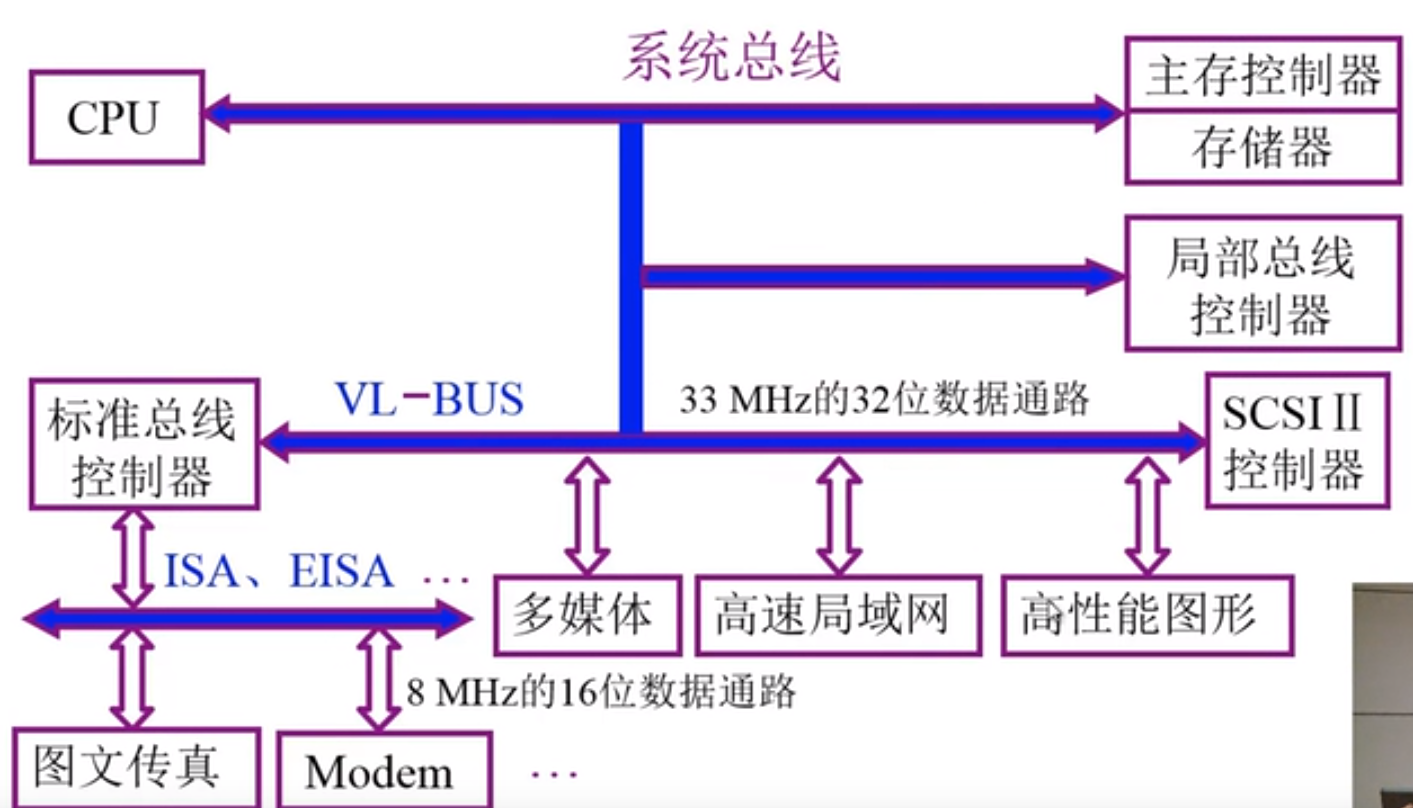 系统总线
CPU
主存控制器
存储器
局部总线
控制器
VL-BUS
33 MHz的32位数据通路
标准总线
控制器
SCSIⅡ
控制器
ISA、EISA …
多媒体
高速局域网
高性能图形
8 MHz的16位数据通路
图文传真
Modem
…